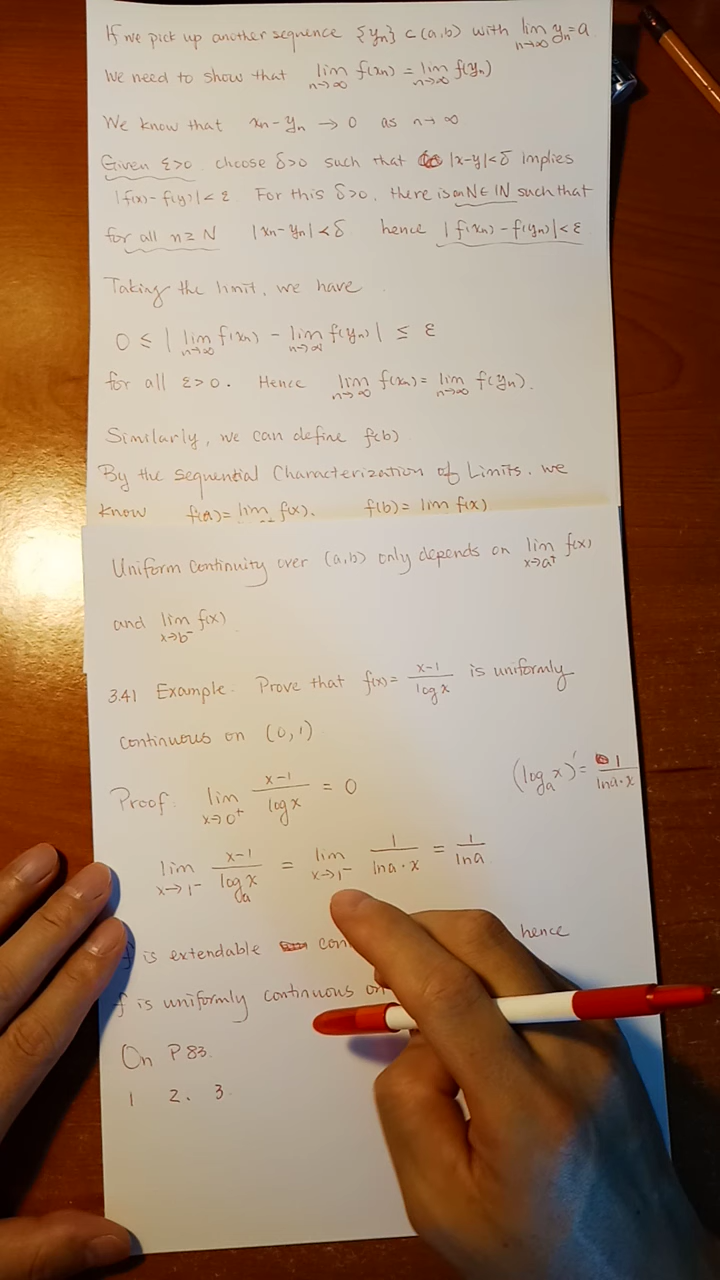 If we pick up another sequence {yn} ⊂ (a,b) with lim n→∞ yn = a
We need to show that lim n→∞ f(xn) = lim n→∞ f(yn)
We know that xn - yn → 0 as n→∞
Given ε>0. choose δ>0 such that |x-y|<δ implies
|f(x)-f(y)|<ε. For this δ>0, there is an N∈ℕ such that
for all n≥N |xn-yn|<δ hence |f(xn)-f(yn)|<ε
Taking the limit, we have
0 ≤ | lim n→∞ f(xn) - lim n→∞ f(yn) | ≤ ε
for all ε>0. Hence lim n→∞ f(xn) = lim n→∞ f(yn).
Similarly, we can define f(b)
By the Sequential Characterization of Limits, we
know f(a)= lim f(x). f(b)= lim f(x)
Uniform Continuity over (a,b) only depends on lim x→a⁺ f(x)
and lim x→b⁻ f(x)
3.41 Example. Prove that f(x)= x-1 / log x is uniformly
continuous on (0,1)
Proof: lim x→0⁺ x-1 / log x = 0 (log_a x)' = 1 / lna·x
lim x→1⁻ x-1 / log_a x = lim x→1⁻ 1 / lna·x = 1 / lna
is extendable hence
f is uniformly continuous on
On P83.
1 2. 3.